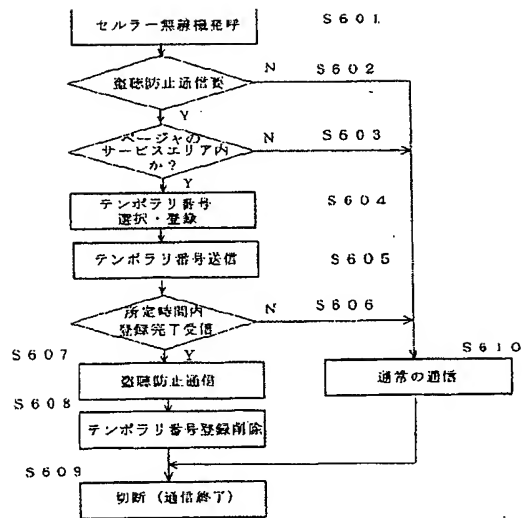 セルラー無線機発呼
S601
盗聴防止通信要
N
S602
Y
ページャの
サービスエリア内
か?
N
S603
Y
テンポラリ番号
選択・登録
S604
テンポラリ番号送信
S605
所定時間内
登録完了受信
N
S606
Y
S607
盗聴防止通信
通常の通信
S610
S608
テンポラリ番号登録削除
S609
切断(通信終了)